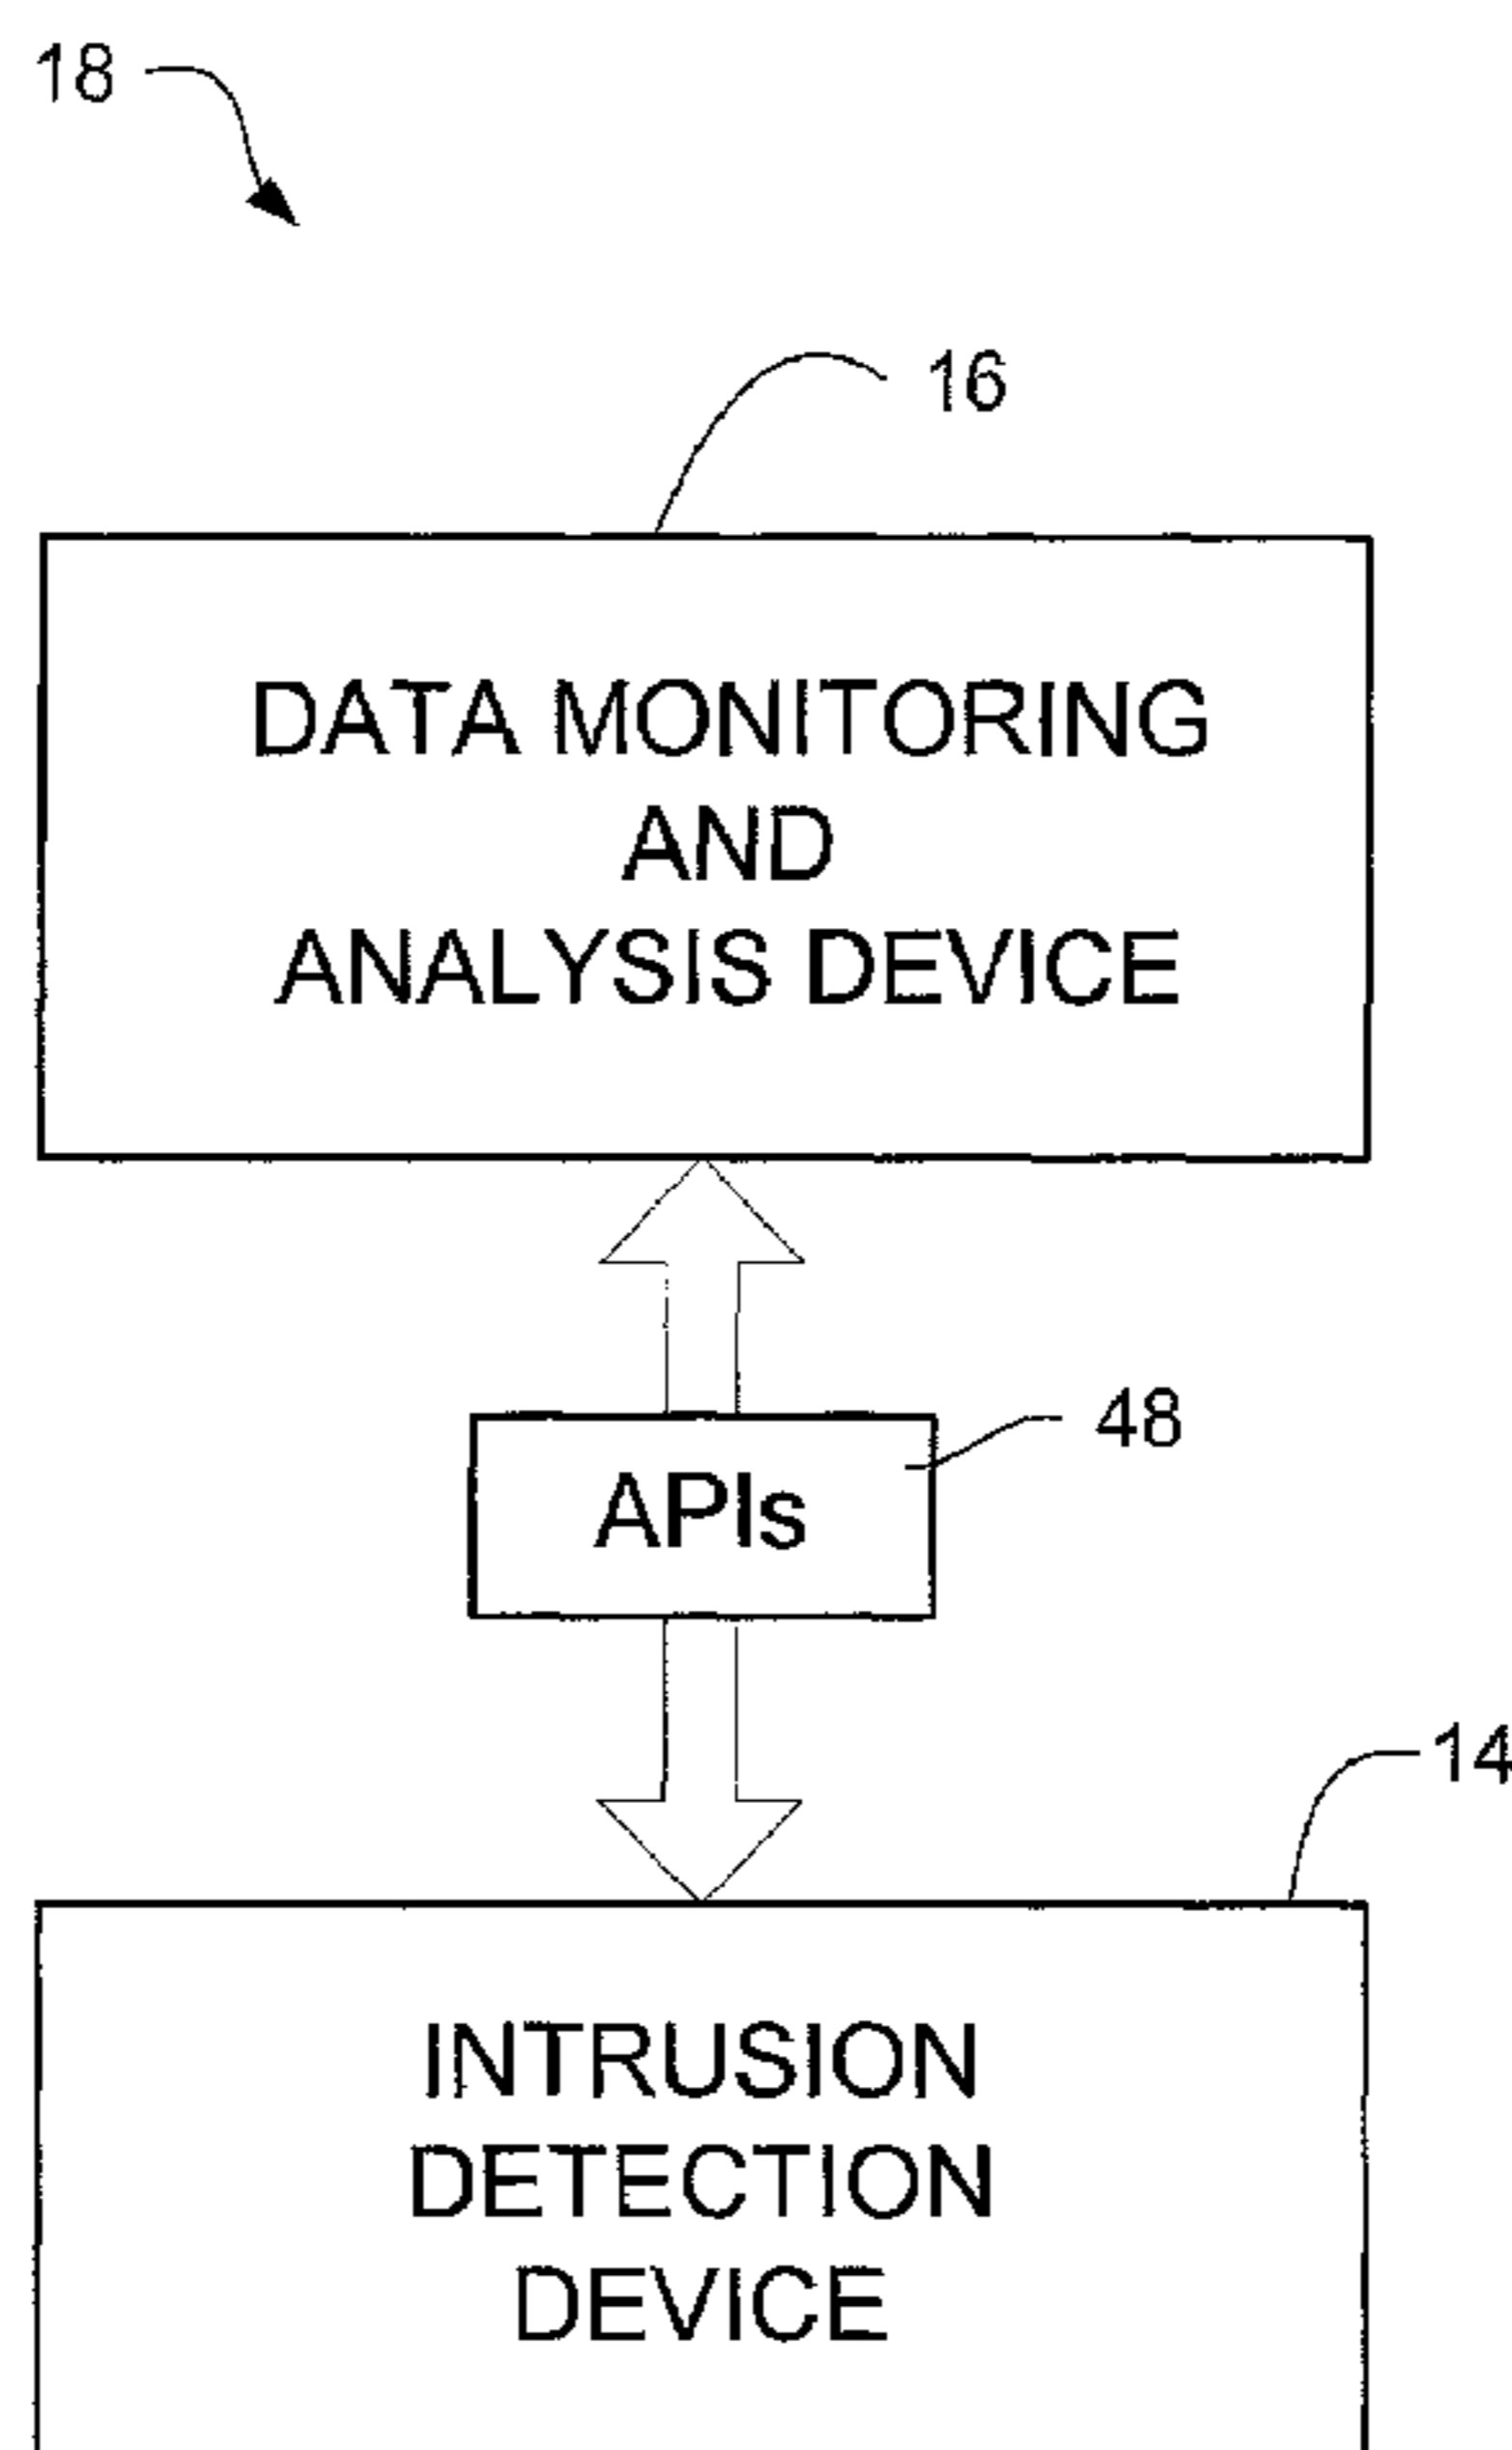 18
16
DATA MONITORING
AND
ANALYSIS DEVICE
48
APIs
14
INTRUSION
DETECTION
DEVICE